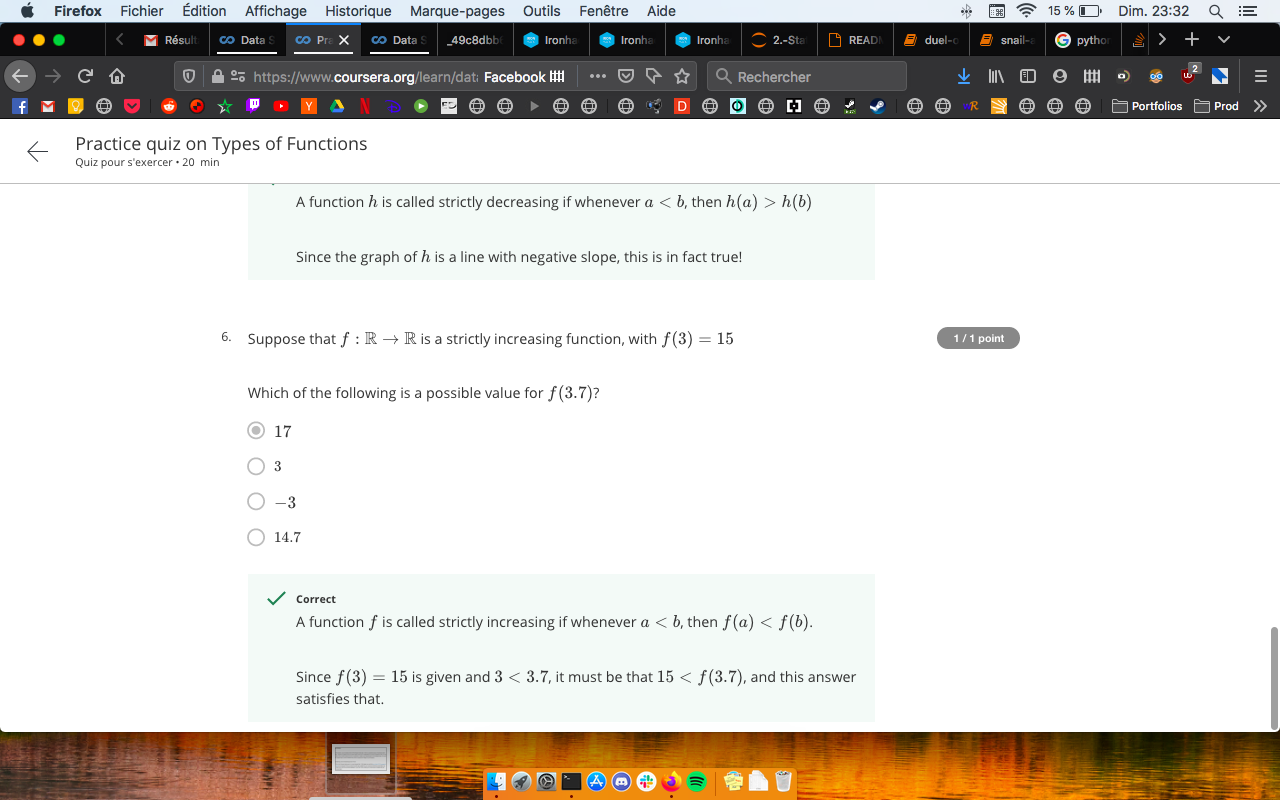 Firefox Fichier Édition Affichage Historique Marque-pages Outils Fenêtre Aide 15 % Dim. 23:32
Résult Data S Pra Data S _49c8dbb Ironha Ironha Ironha 2.-Sta READ duel-o snail- pytho
https://www.coursera.org/learn/dat Facebook Rechercher 2
Portfolios Prod
Practice quiz on Types of Functions
Quiz pour s'exercer • 20 min
A function h is called strictly decreasing if whenever a < b, then h(a) > h(b)
Since the graph of h is a line with negative slope, this is in fact true!
6. Suppose that f : ℝ → ℝ is a strictly increasing function, with f(3) = 15
1 / 1 point
Which of the following is a possible value for f(3.7)?
17
3
−3
14.7
Correct
A function f is called strictly increasing if whenever a < b, then f(a) < f(b).
Since f(3) = 15 is given and 3 < 3.7, it must be that 15 < f(3.7), and this answer
satisfies that.